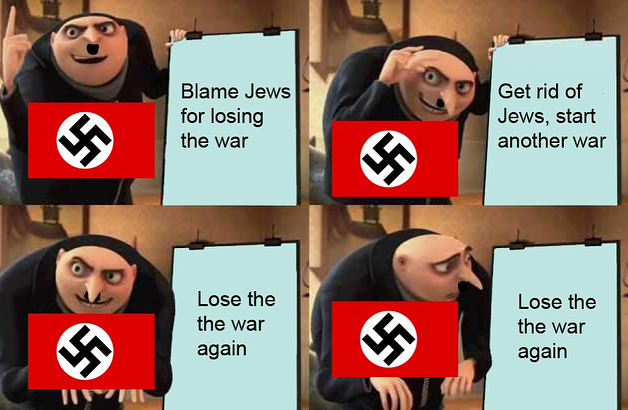 Blame Jews
for losing
the war
Get rid of
Jews, start
another war
Lose the
the war
again
Lose the
the war
again